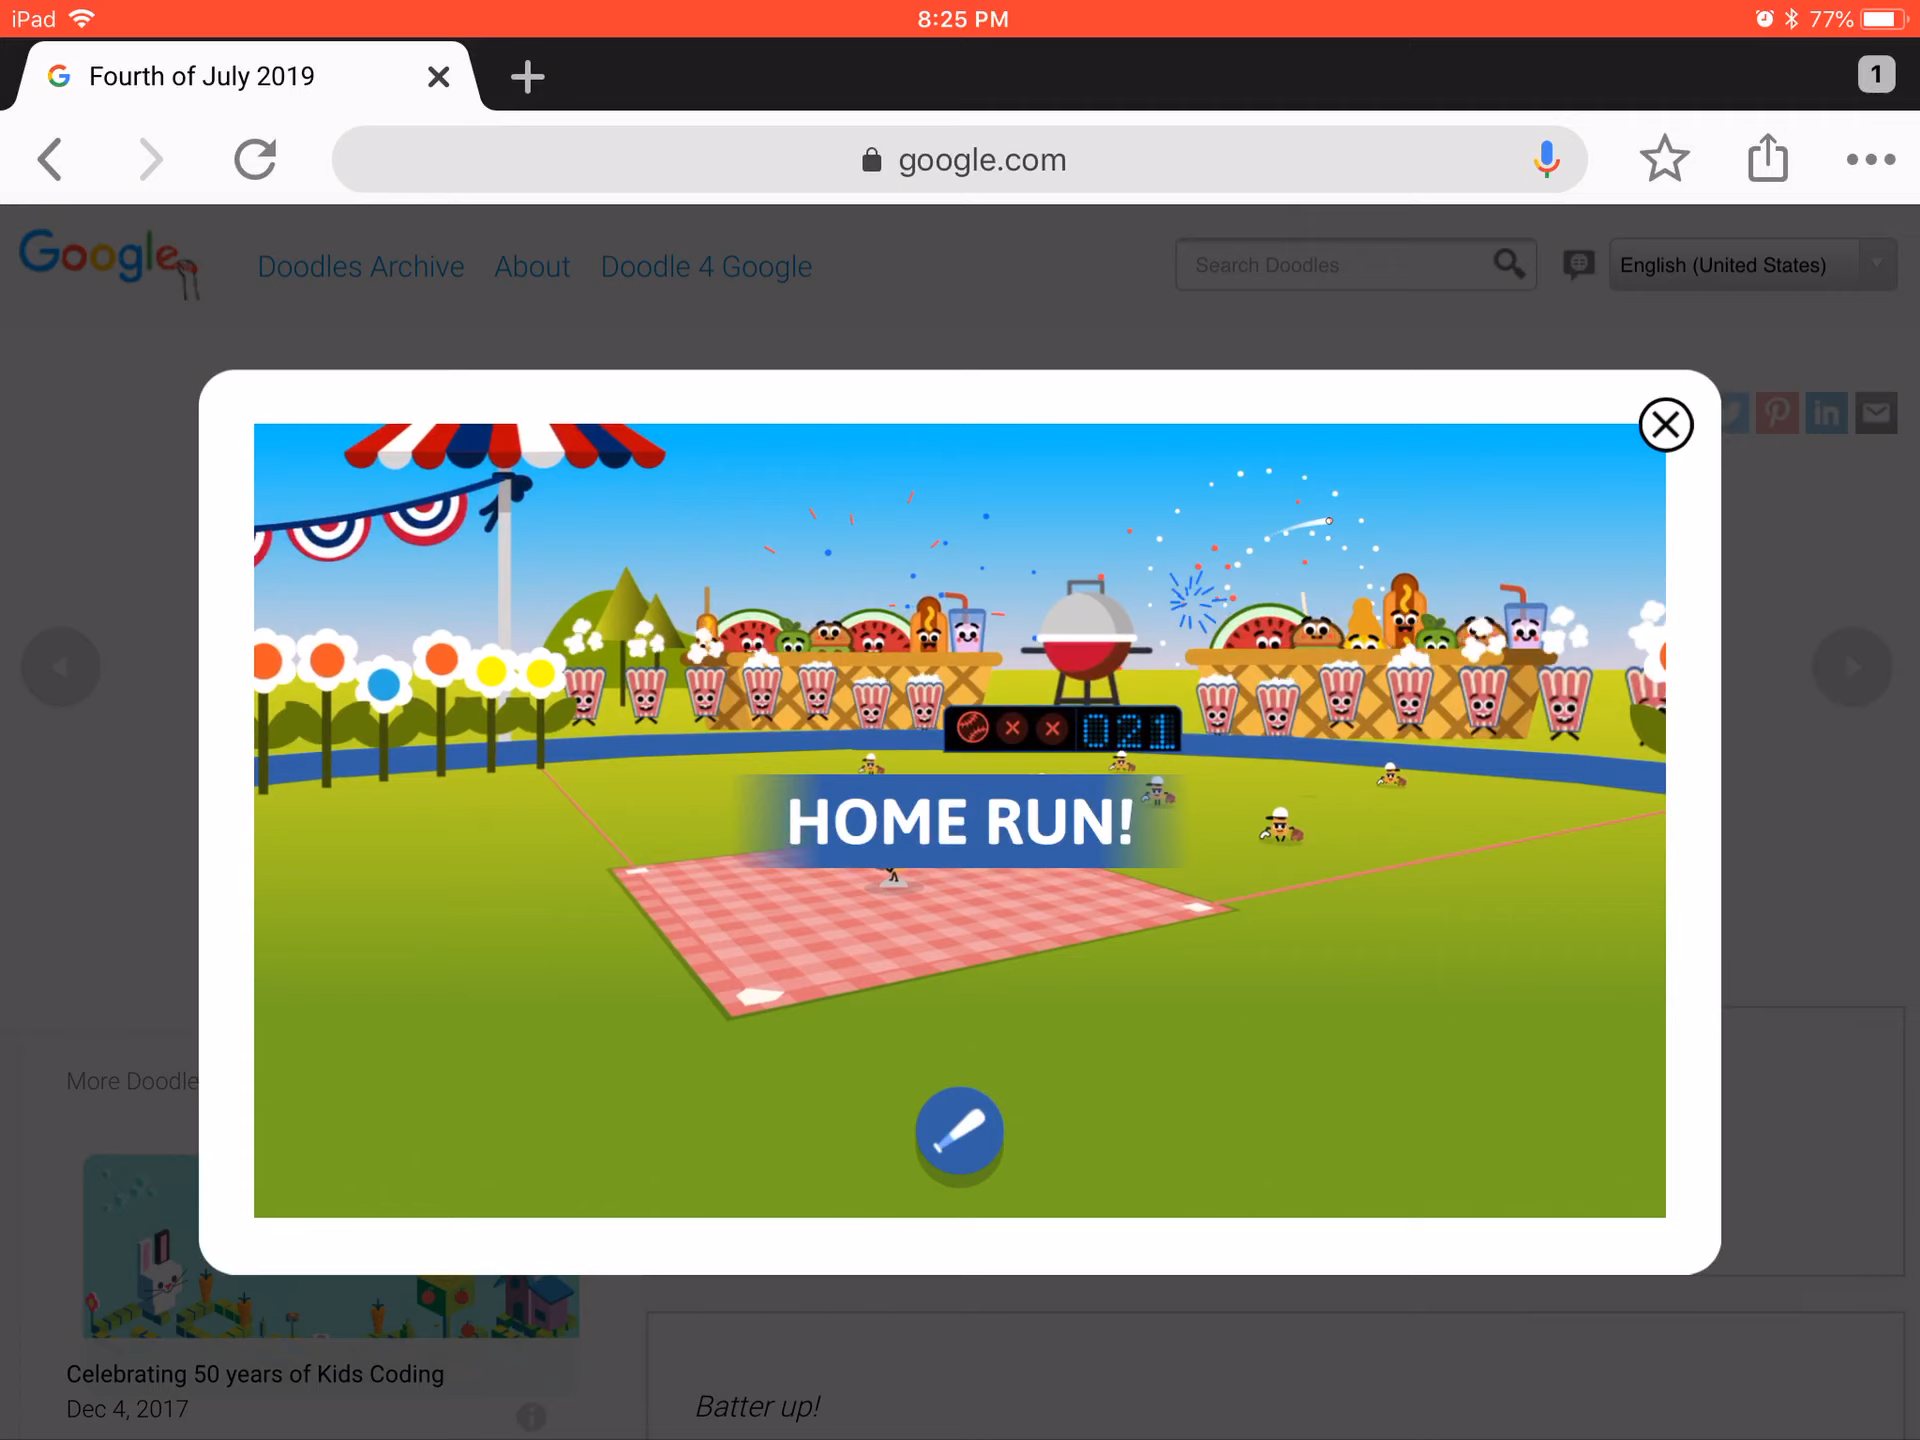 iPad
8:25 PM
77%
Fourth of July 2019
1
google.com
Google
Doodles Archive
About
Doodle 4 Google
Search Doodles
English (United States)
in
021
HOME RUN!
More Doodle
Celebrating 50 years of Kids Coding
Dec 4, 2017
Batter up!